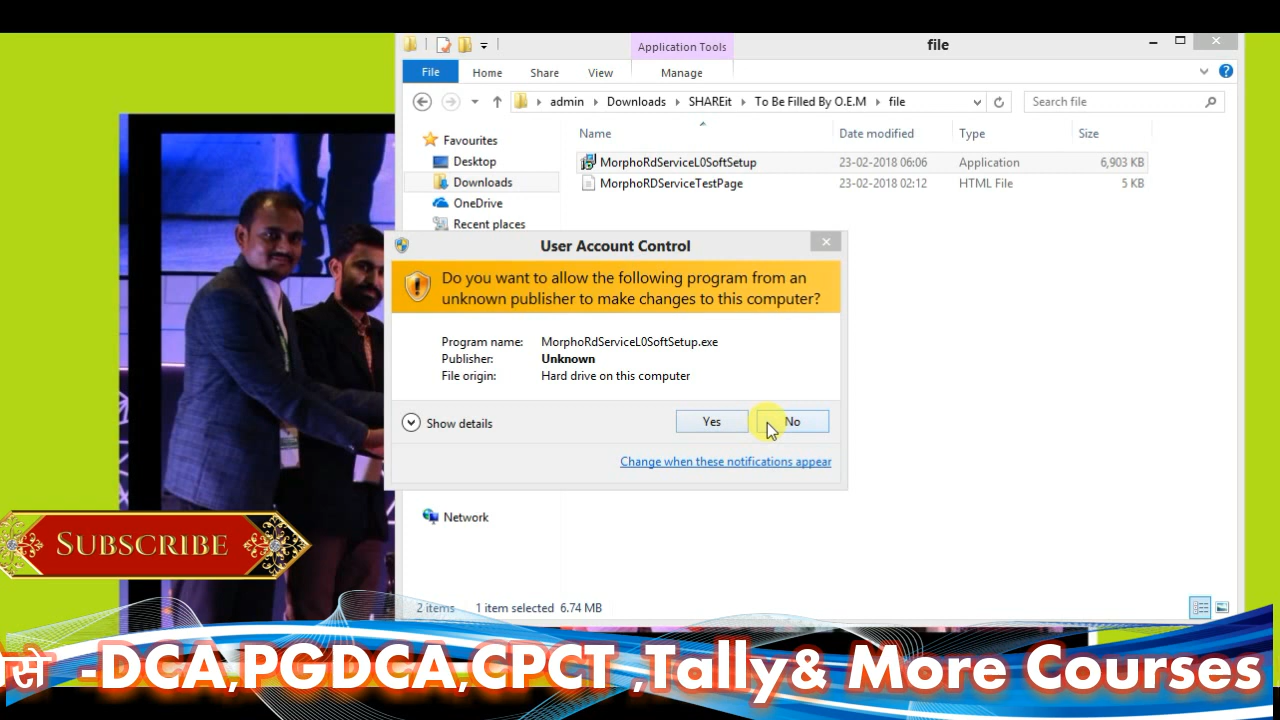 Application Tools
file
File
Home
Share
View
Manage
admin
Downloads
SHAREit
To Be Filled By O.E.M
file
Search file
Name
Date modified
Type
Size
Favourites
Desktop
Downloads
OneDrive
Recent places
MorphoRdServiceL0SoftSetup
23-02-2018 06:06
Application
6,903 KB
MorphoRDServiceTestPage
23-02-2018 02:12
HTML File
5 KB
User Account Control
Do you want to allow the following program from an
unknown publisher to make changes to this computer?
Program name: MorphoRdServiceL0SoftSetup.exe
Publisher: Unknown
File origin: Hard drive on this computer
Show details
Yes
No
Change when these notifications appear
Network
SUBSCRIBE
2 items
1 item selected 6.74 MB
-DCA,PGDCA,CPCT ,Tally& More Courses